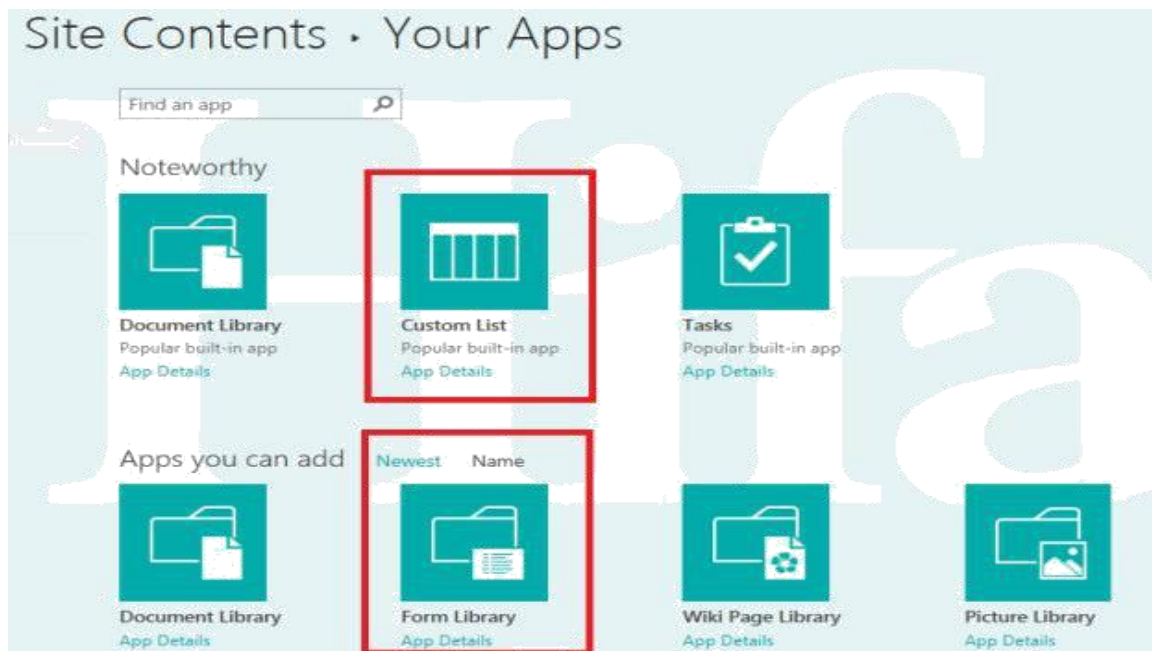 Site Contents › Your Apps
Find an app
Noteworthy
Document Library
Popular built-in app
App Details
Custom List
Popular built-in app
App Details
Tasks
Popular built-in app
App Details
Apps you can add Newest Name
Document Library
App Details
Form Library
App Details
Wiki Page Library
App Details
Picture Library
App Details